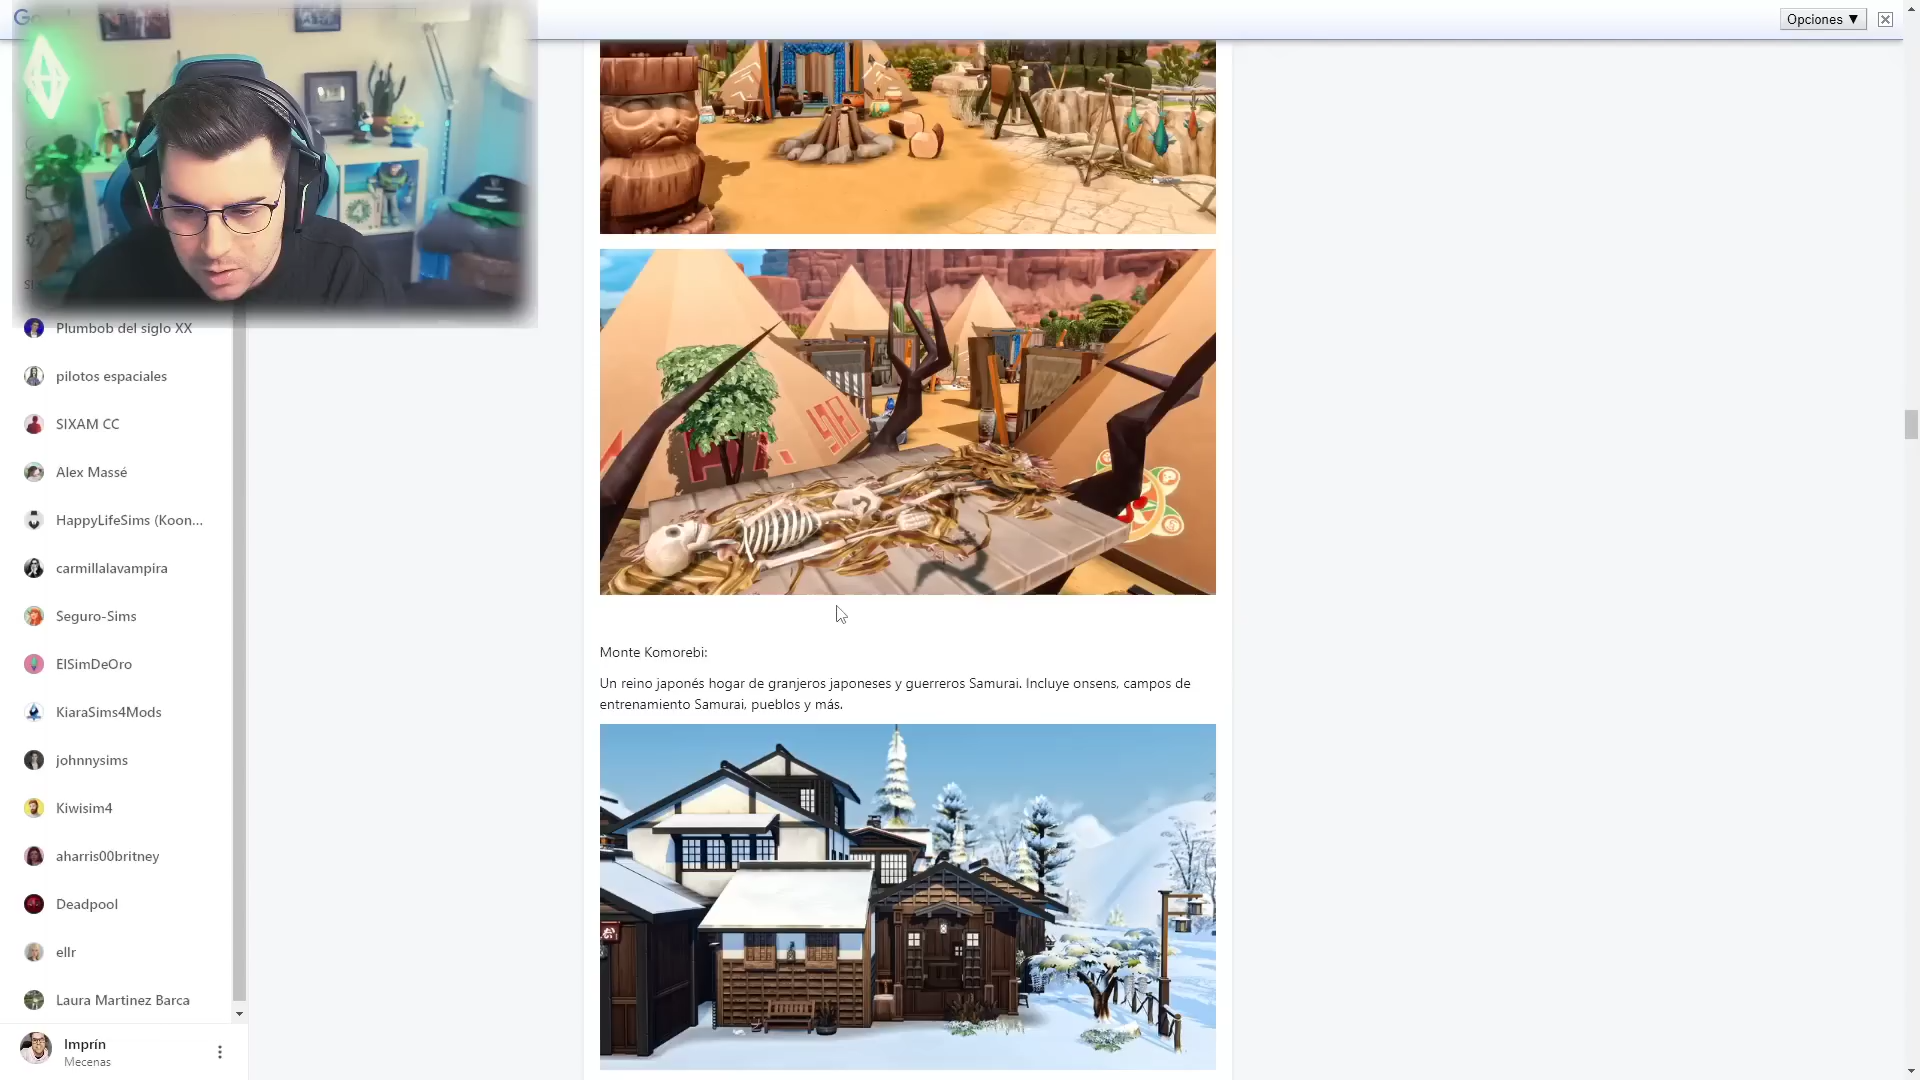 Opciones ▼
Plumbob del siglo XX
pilotos espaciales
SIXAM CC
Alex Massé
HappyLifeSims (Koon...
carmillalavampira
Seguro-Sims
ElSimDeOro
KiaraSims4Mods
johnnysims
Kiwisim4
aharris00britney
Deadpool
ellr
Laura Martinez Barca
Imprín
Mecenas
Monte Komorebi:
Un reino japonés hogar de granjeros japoneses y guerreros Samurai. Incluye onsens, campos de
entrenamiento Samurai, pueblos y más.